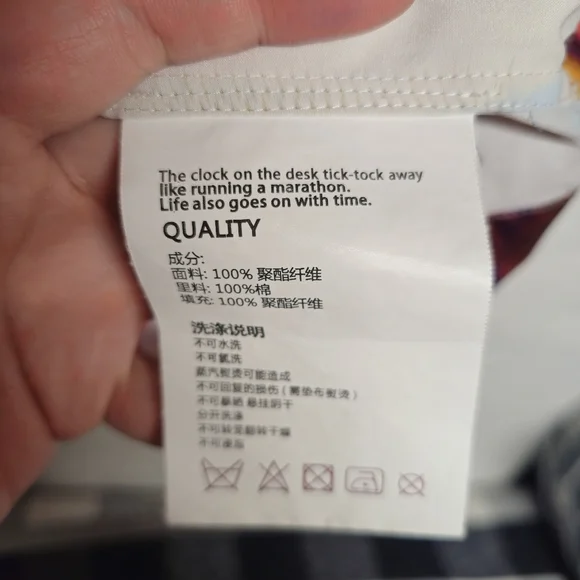 The clock on the desk tick-tock away
like running a marathon.
Life also goes on with time.
QUALITY
成分:
面料: 100% 聚酯纤维
里料: 100%棉
填充: 100% 聚酯纤维
洗涤说明
不可水洗
不可氯洗
蒸汽熨烫可能造成
不可回复的损伤（需垫布熨烫）
不可暴晒 悬挂阴干
分开洗涤
不可转笼翻转干燥
不可